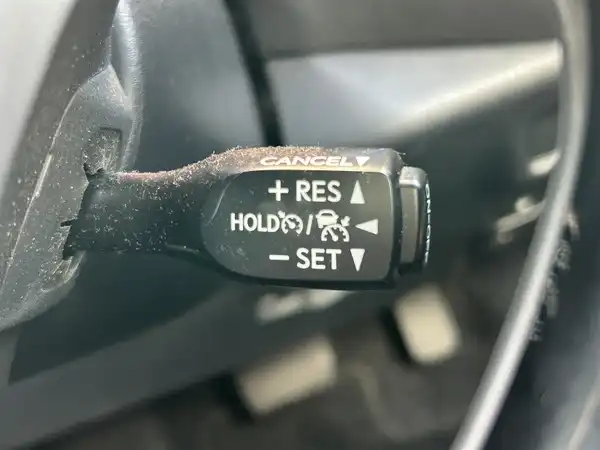 CANCEL▼
+ RES ▲
HOLD / ◀
− SET ▼